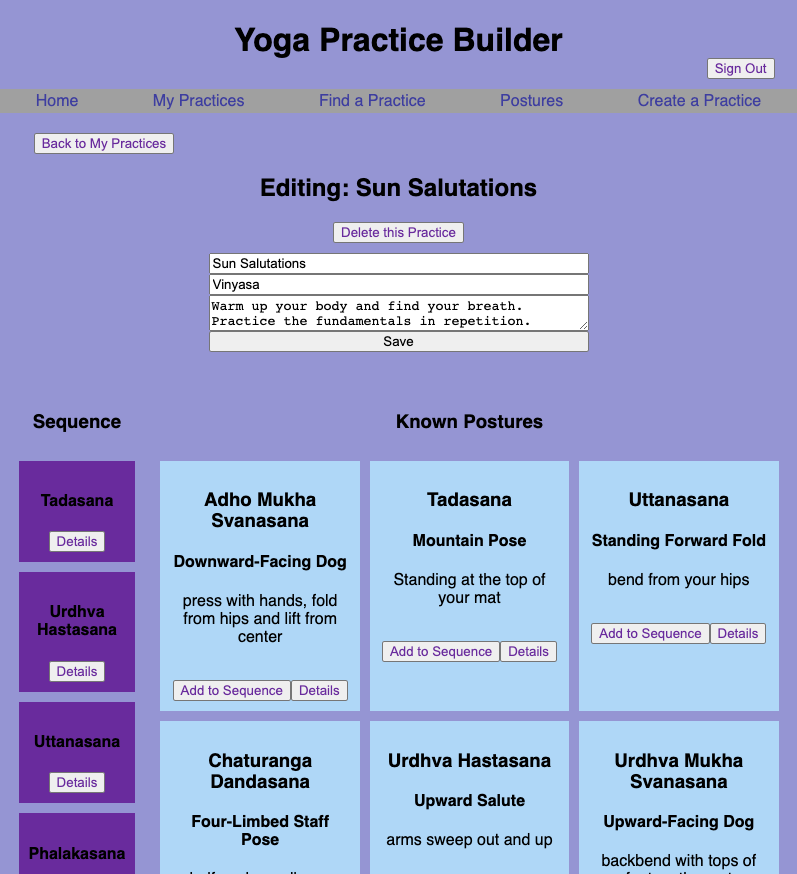 Yoga Practice Builder
Sign Out
Home My Practices Find a Practice Postures Create a Practice
Back to My Practices
Editing: Sun Salutations
Delete this Practice
Sun Salutations
Vinyasa
Warm up your body and find your breath.
Practice the fundamentals in repetition.
Save
Sequence
Tadasana
Details
Urdhva
Hastasana
Details
Uttanasana
Details
Phalakasana
Known Postures
Adho Mukha
Svanasana
Downward-Facing Dog
press with hands, fold
from hips and lift from
center
Add to Sequence Details
Tadasana
Mountain Pose
Standing at the top of
your mat
Add to Sequence Details
Uttanasana
Standing Forward Fold
bend from your hips
Add to Sequence Details
Chaturanga
Dandasana
Four-Limbed Staff
Pose
Urdhva Hastasana
Upward Salute
arms sweep out and up
Urdhva Mukha
Svanasana
Upward-Facing Dog
backbend with tops of